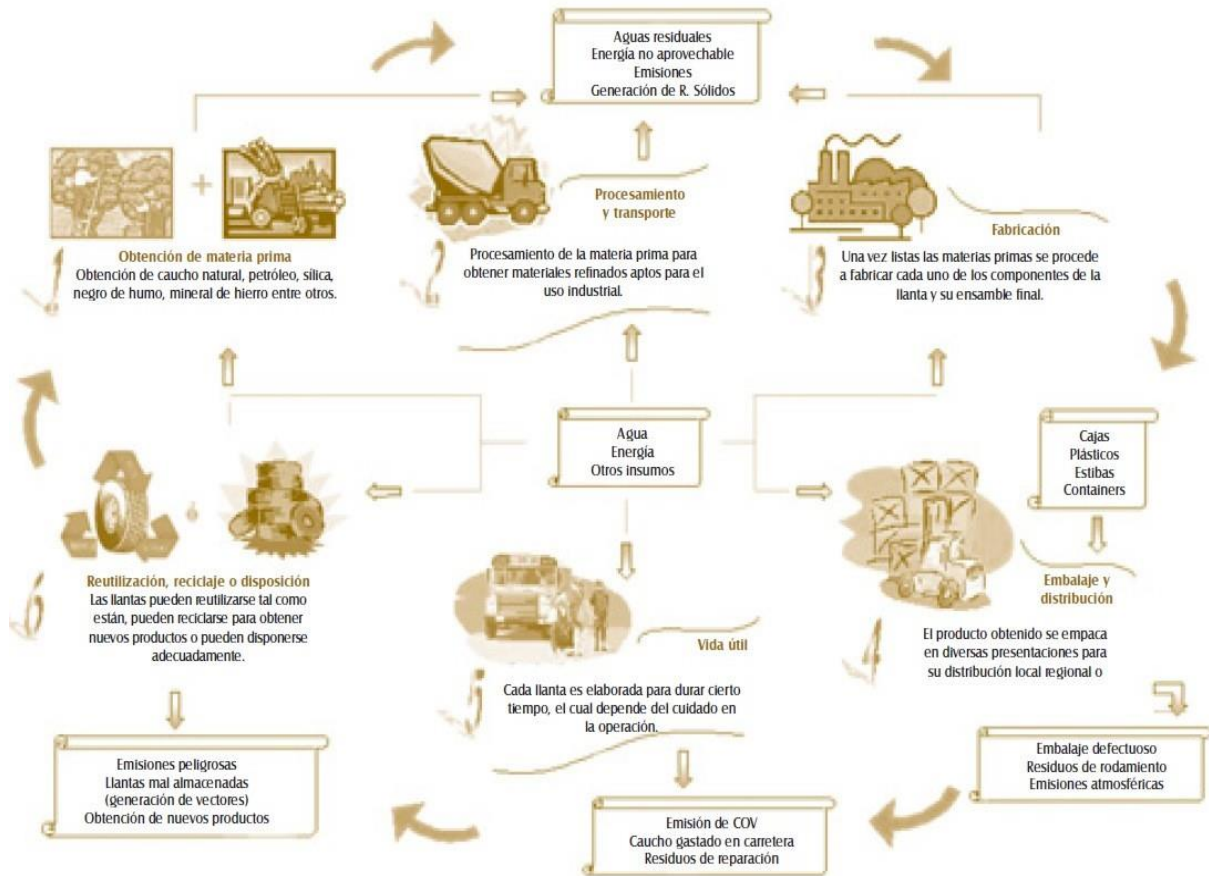 Aguas residuales
Energía no aprovechable
Emisiones
Generación de R. Sólidos
Obtención de materia prima
Obtención de caucho natural, petróleo, sílica,
negro de humo, mineral de hierro entre otros.
1
Procesamiento
y transporte
Procesamiento de la materia prima para
obtener materiales refinados aptos para el
uso industrial.
2
Fabricación
Una vez listas las materias primas se procede
a fabricar cada uno de los componentes de la
llanta y su ensamble final.
3
Agua
Energía
Otros insumos
Cajas
Plásticos
Estibas
Containers
Embalaje y
distribución
El producto obtenido se empaca
en diversas presentaciones para
su distribución local regional o
4
Embalaje defectuoso
Residuos de rodamiento
Emisiones atmosféricas
Vida útil
Cada llanta es elaborada para durar cierto
tiempo, el cual depende del cuidado en
la operación.
5
Emisión de COV
Caucho gastado en carretera
Residuos de reparación
ó
Reutilización, reciclaje o disposición
Las llantas pueden reutilizarse tal como
están, pueden reciclarse para obtener
nuevos productos o pueden disponerse
adecuadamente.
6
Emisiones peligrosas
Llantas mal almacenadas
(generación de vectores)
Obtención de nuevos productos